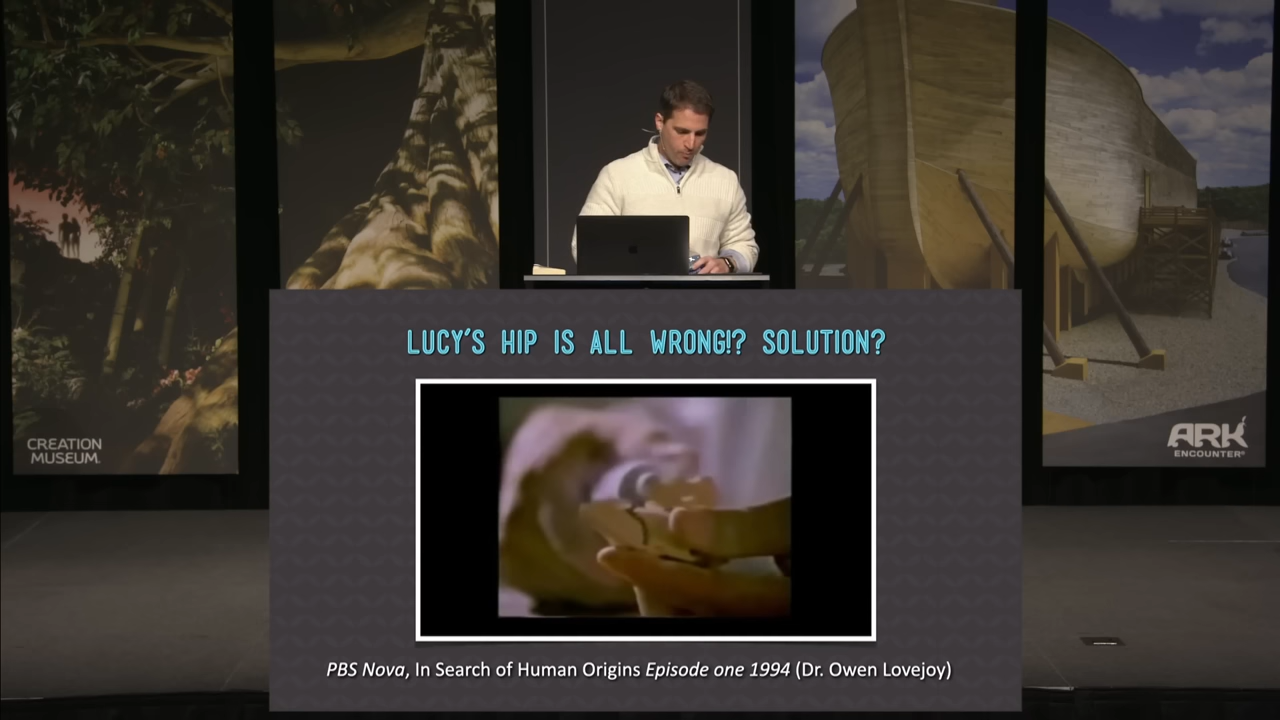 LUCY'S HIP IS ALL WRONG!? SOLUTION?
CREATION
MUSEUM
ARK
ENCOUNTER®
PBS Nova, In Search of Human Origins Episode one 1994 (Dr. Owen Lovejoy)